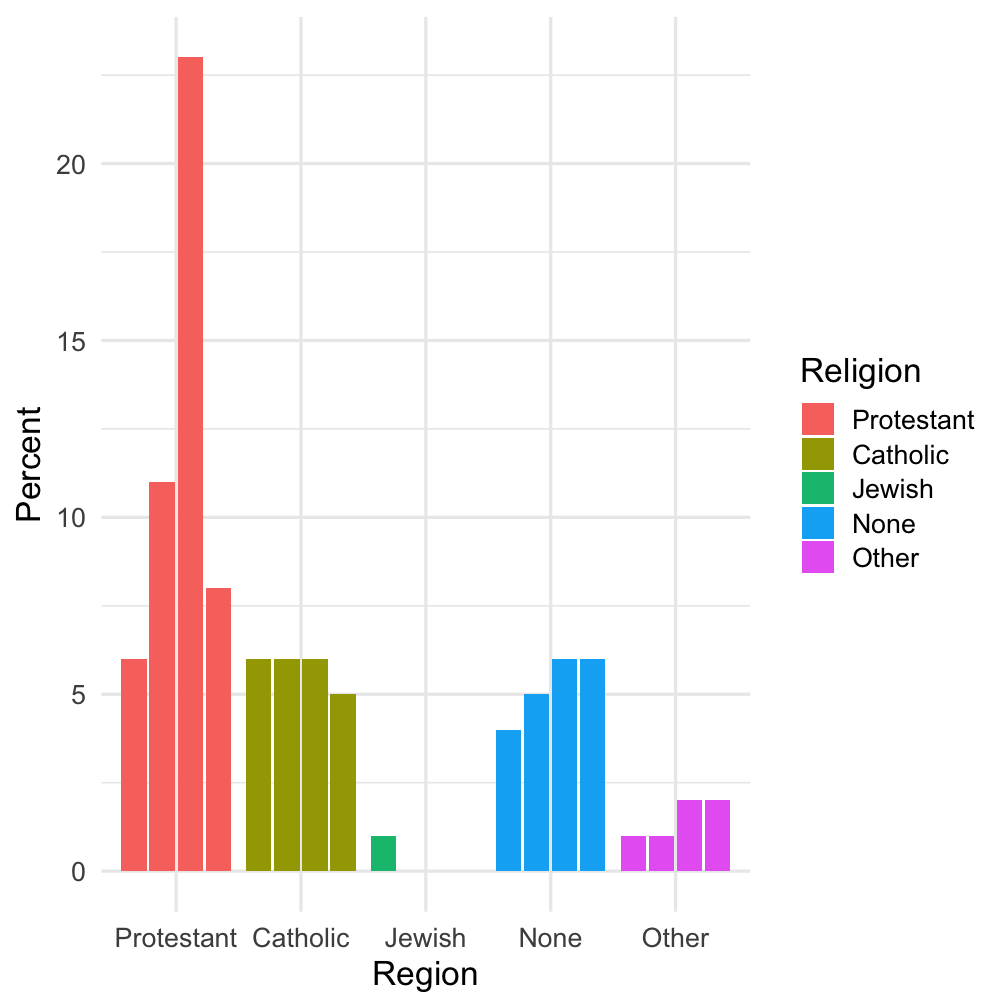 20
15
10
5
0
Percent
Protestant Catholic Jewish None Other
Region
Religion
Protestant
Catholic
Jewish
None
Other